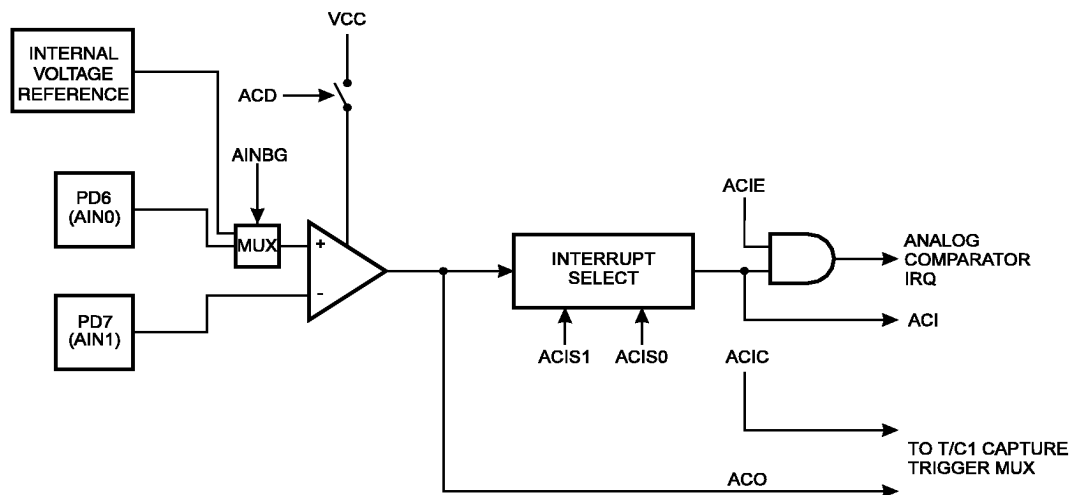 VCC
INTERNAL
VOLTAGE
REFERENCE
ACD
AINBG
PD6
(AIN0)
MUX
+
-
PD7
(AIN1)
INTERRUPT
SELECT
ACIS1
ACIS0
ACIE
ANALOG
COMPARATOR
IRQ
ACI
ACIC
TO T/C1 CAPTURE
TRIGGER MUX
ACO